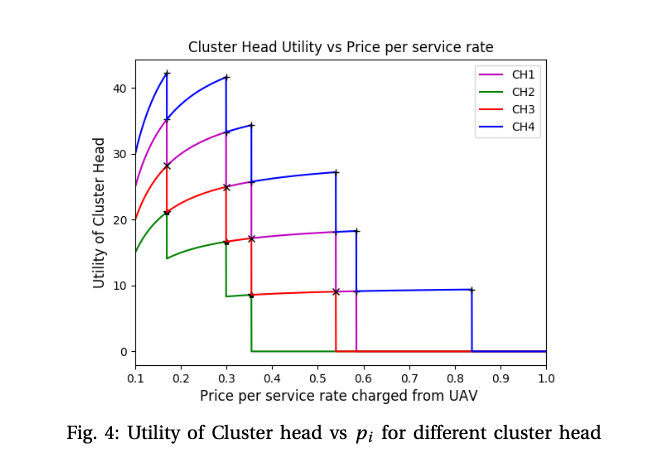 Cluster Head Utility vs Price per service rate
CH1
CH2
CH3
CH4
40
30
20
10
0
Utility of Cluster Head
0.1 0.2 0.3 0.4 0.5 0.6 0.7 0.8 0.9 1.0
Price per service rate charged from UAV
Fig. 4: Utility of Cluster head vs pᵢ for different cluster head